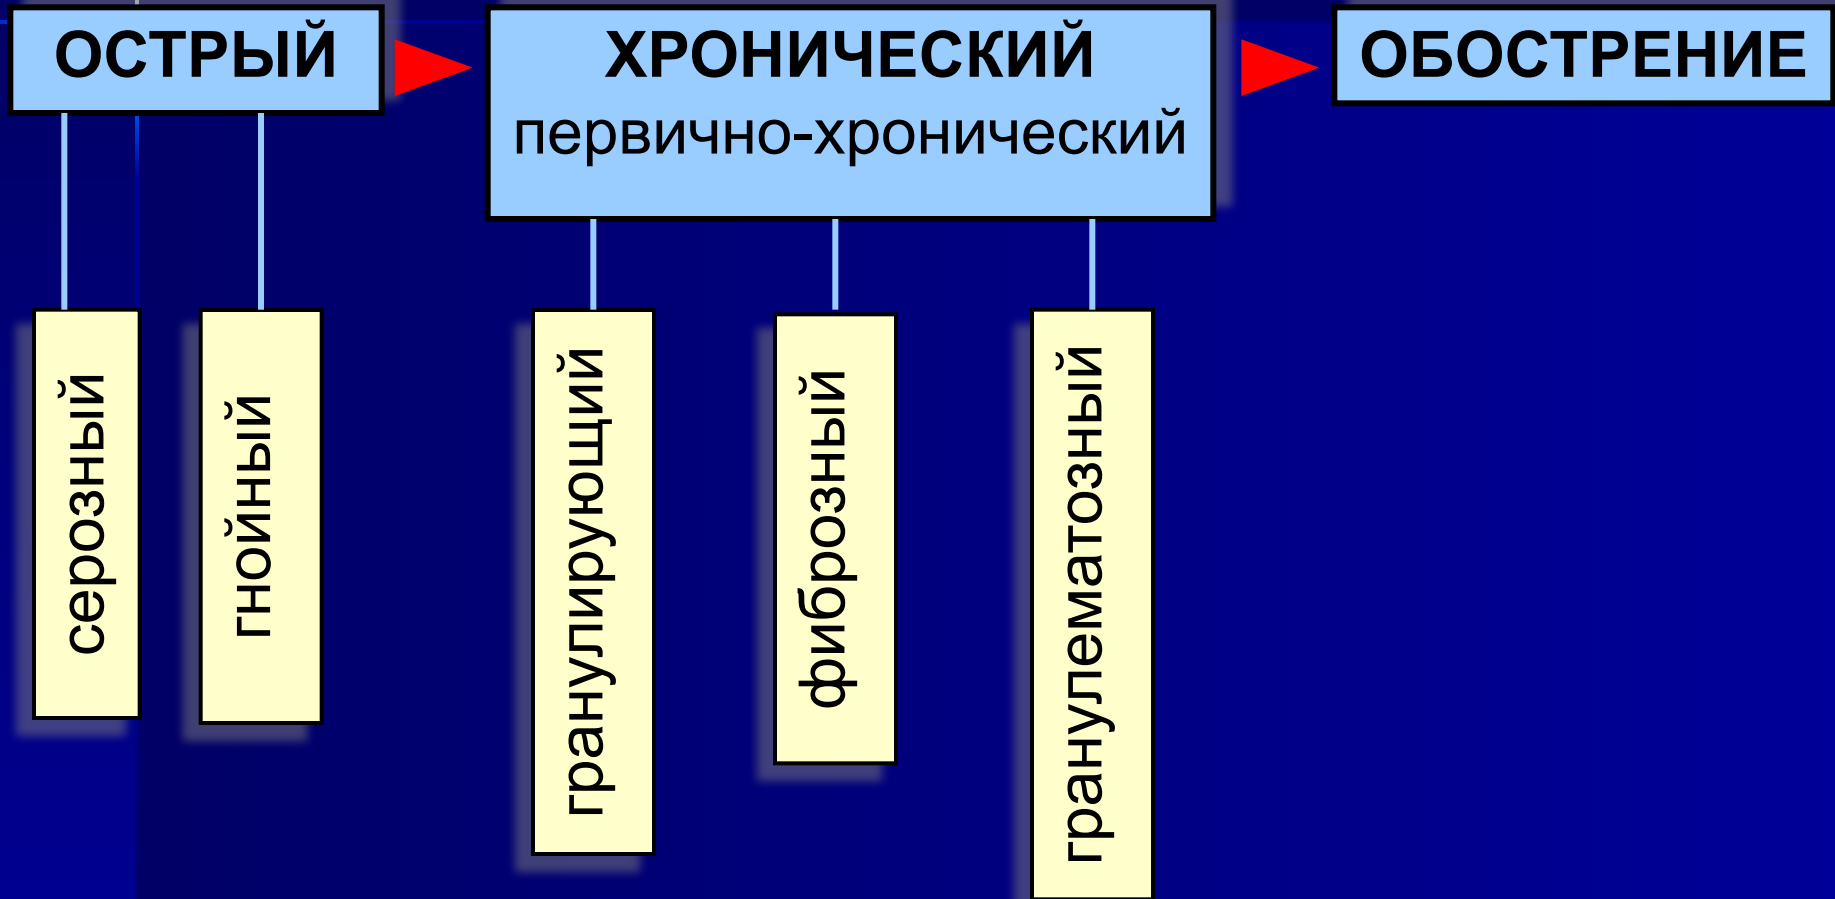 ОСТРЫЙ
ХРОНИЧЕСКИЙ
первично-хронический
ОБОСТРЕНИЕ
серозный
гнойный
гранулирующий
фиброзный
гранулематозный